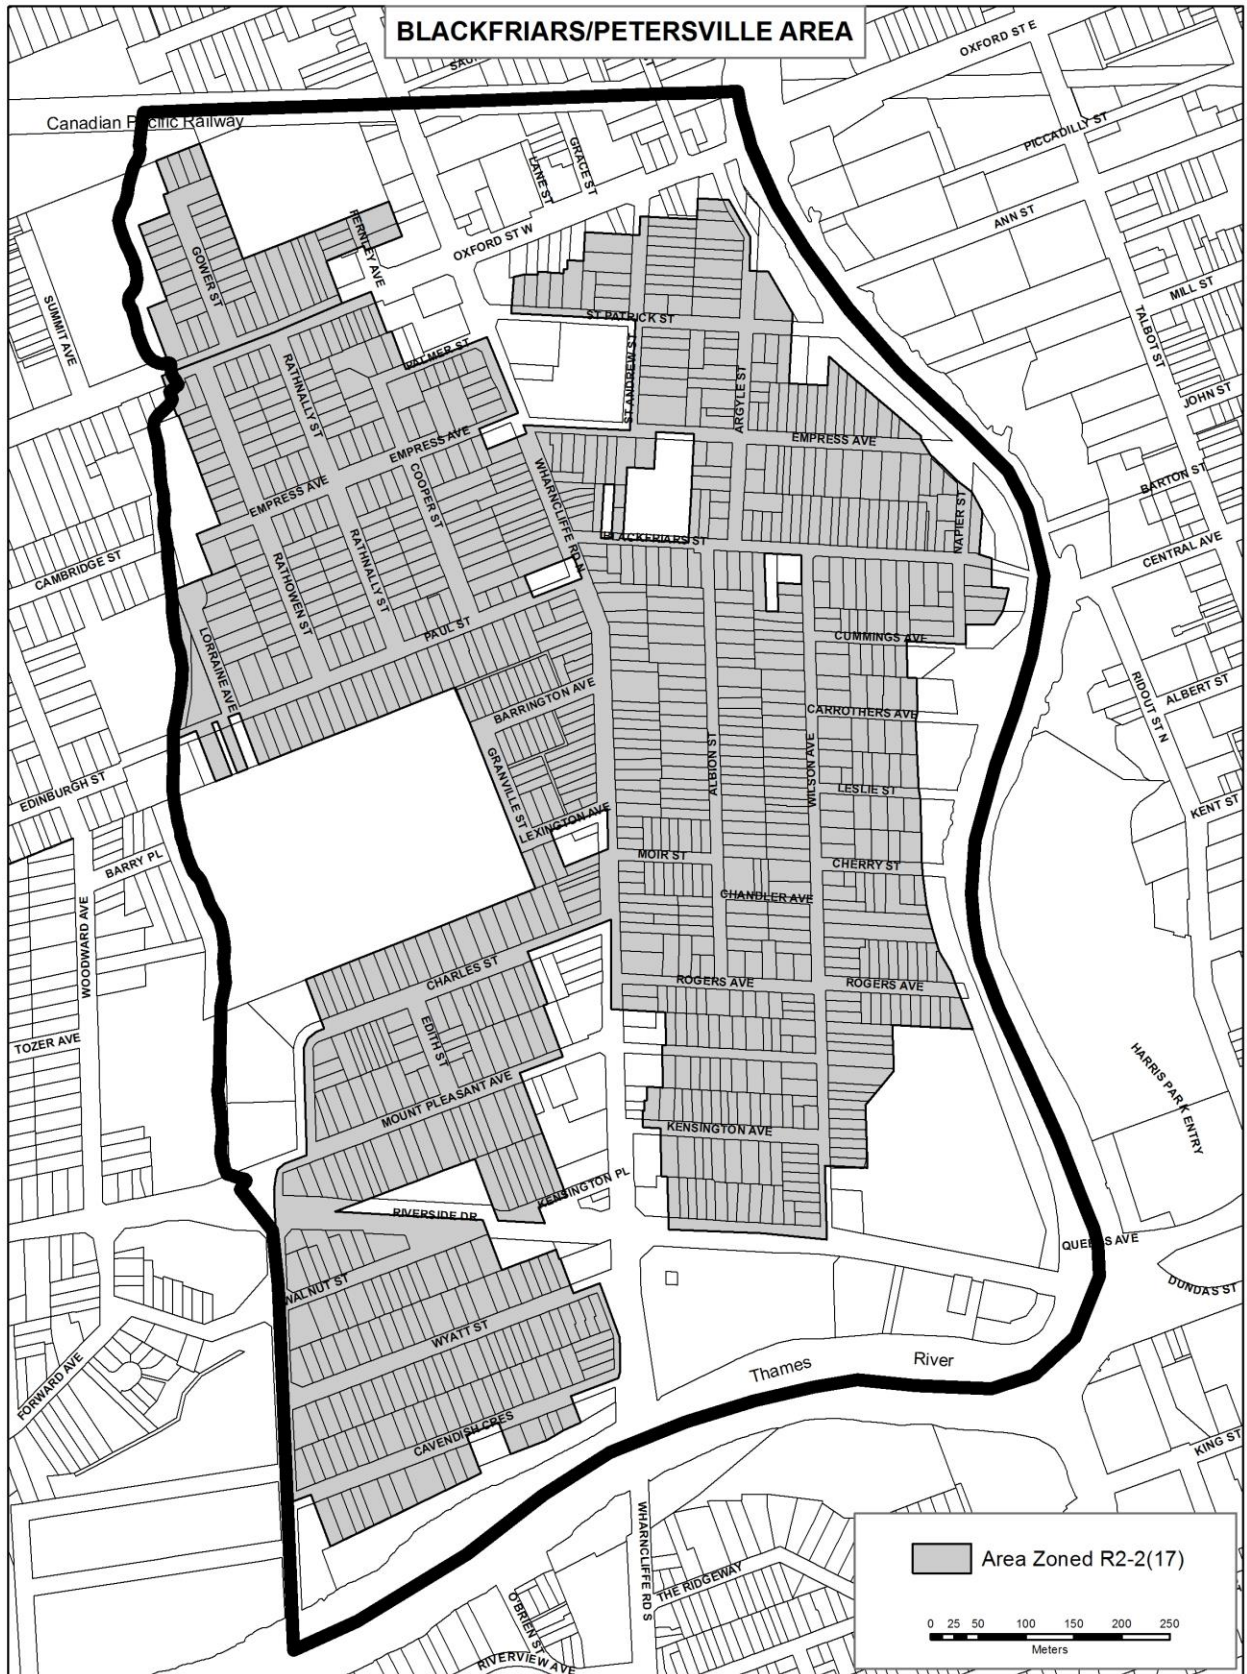 BLACKFRIARS/PETERSVILLE AREA
OXFORD ST E
Canadian Pacific Railway
PICCADILLY ST
GRACE ST
LANE ST
ANN ST
FERNLEY AVE
OXFORD ST W
GOWER ST
MILL ST
SUMMIT AVE
TALBOT ST
ST PATRICK ST
ST ANDREW ST
PALMER ST
RATHNALLY ST
ARGYLE ST
JOHN ST
EMPRESS AVE
EMPRESS AVE
EMPRESS AVE
WHARNCLIFFE RD N
COOPER ST
BARTON ST
NAPIER ST
BLACKFRIARS ST
CENTRAL AVE
CAMBRIDGE ST
RATHOWEN ST
RATHNALLY ST
PAUL ST
CUMMINGS AVE
LORRAINE AVE
ALBERT ST
RIDOUT ST N
BARRINGTON AVE
CARROTHERS AVE
GRANVILLE ST
ALBION ST
WILSON AVE
EDINBURGH ST
LESLIE ST
KENT ST
LEXINGTON AVE
MOIR ST
CHERRY ST
BARRY PL
CHANDLER AVE
WOODWARD AVE
CHARLES ST
ROGERS AVE
ROGERS AVE
EDITH ST
TOZER AVE
HARRIS PARK ENTRY
MOUNT PLEASANT AVE
KENSINGTON AVE
KENSINGTON PL
RIVERSIDE DR
QUEENS AVE
WALNUT ST
DUNDAS ST
WYATT ST
Thames River
FORWARD AVE
CAVENDISH CRES
KING ST
WHARNCLIFFE RD S
THE RIDGEWAY
O'BRIEN ST
RIVERVIEW AVE
Area Zoned R2-2(17)
0 25 50 100 150 200 250
Meters